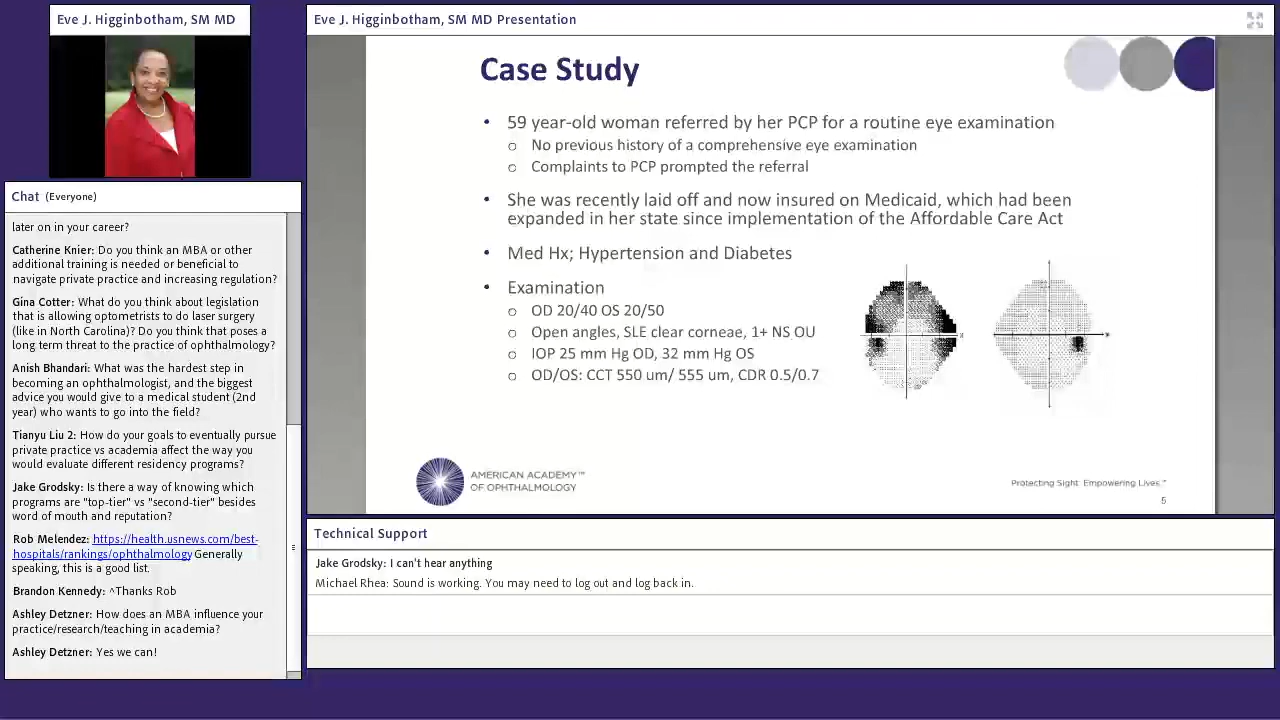 Eve J. Higginbotham, SM MD
Chat (Everyone)
later on in your career?
Catherine Knier: Do you think an MBA or other
additional training is needed or beneficial to
navigate private practice and increasing regulation?
Gina Cotter: What do you think about legislation
that is allowing optometrists to do laser surgery
(like in North Carolina)? Do you think that poses a
long term threat to the practice of ophthalmology?
Anish Bhandari: What was the hardest step in
becoming an ophthalmologist, and the biggest
advice you would give to a medical student (2nd
year) who wants to go into the field?
Tianyu Liu 2: How do your goals to eventually pursue
private practice vs academia affect the way you
would evaluate different residency programs?
Jake Grodsky: Is there a way of knowing which
programs are "top-tier" vs "second-tier" besides
word of mouth and reputation?
Rob Melendez: https://health.usnews.com/best-
hospitals/rankings/ophthalmology Generally
speaking, this is a good list.
Brandon Kennedy: ^Thanks Rob
Ashley Detzner: How does an MBA influence your
practice/research/teaching in academia?
Ashley Detzner: Yes we can!
Eve J. Higginbotham, SM MD Presentation
Case Study
• 59 year-old woman referred by her PCP for a routine eye examination
o No previous history of a comprehensive eye examination
o Complaints to PCP prompted the referral
• She was recently laid off and now insured on Medicaid, which had been
expanded in her state since implementation of the Affordable Care Act
• Med Hx; Hypertension and Diabetes
• Examination
o OD 20/40 OS 20/50
o Open angles, SLE clear corneae, 1+ NS OU
o IOP 25 mm Hg OD, 32 mm Hg OS
o OD/OS: CCT 550 um/ 555 um, CDR 0.5/0.7
AMERICAN ACADEMY™
OF OPHTHALMOLOGY
Protecting Sight. Empowering Lives.™
5
Technical Support
Jake Grodsky: I can't hear anything
Michael Rhea: Sound is working. You may need to log out and log back in.